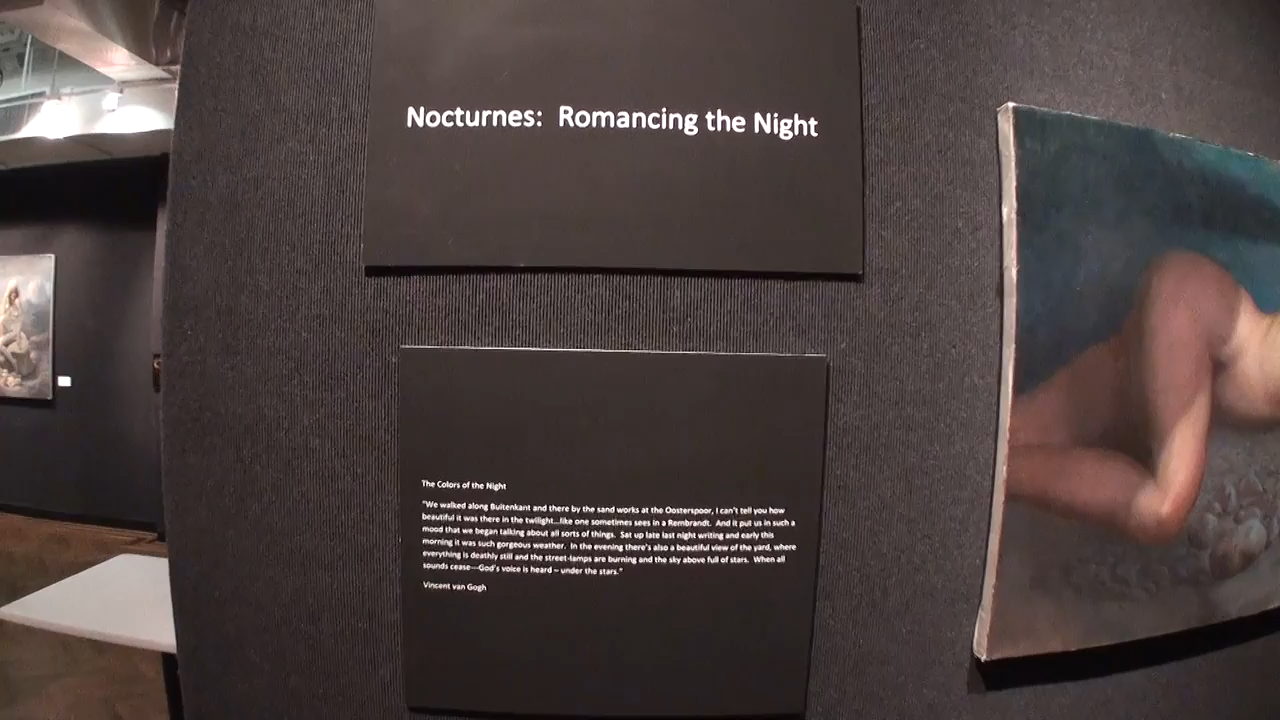 Nocturnes:  Romancing the Night
The Colors of the Night
"We walked along Buitenkant and there by the sand works at the Oosterspoor, I can't tell you how
beautiful it was there in the twilight...like one sometimes sees in a Rembrandt.  And it put us in such a
mood that we began talking about all sorts of things.  Sat up late last night writing and early this
morning it was such gorgeous weather.  In the evening there's also a beautiful view of the yard, where
everything is deathly still and the street-lamps are burning and the sky above full of stars.  When all
sounds cease---God's voice is heard – under the stars."
Vincent van Gogh